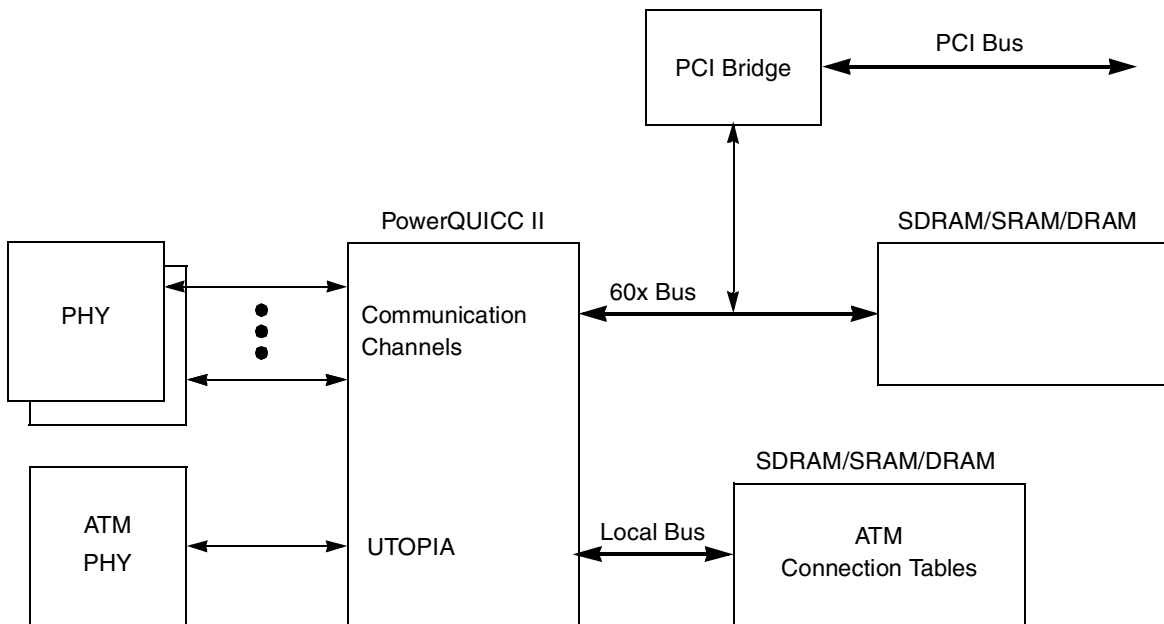 PCI Bus
PCI Bridge
PowerQUICC II
SDRAM/SRAM/DRAM
PHY
60x Bus
Communication
Channels
SDRAM/SRAM/DRAM
ATM
PHY
UTOPIA
Local Bus
ATM
Connection Tables